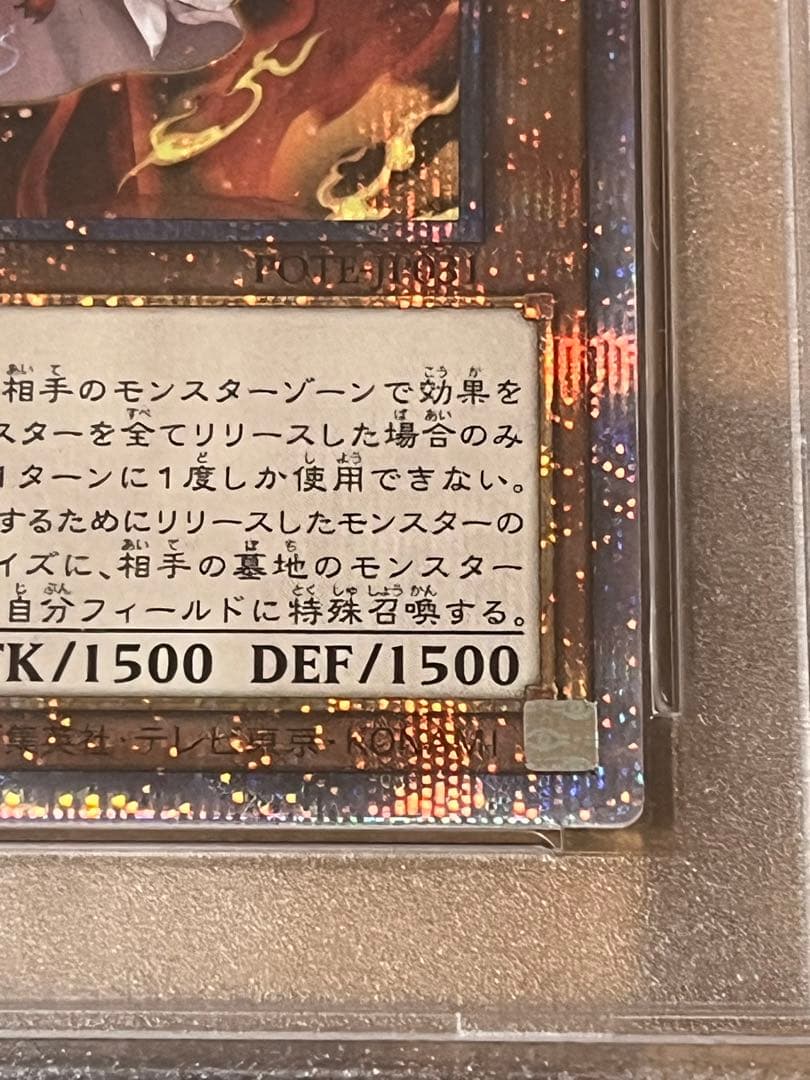 POTE-JP031
相手のモンスターゾーンで効果を
スターを全てリリースした場合のみ
1ターンに1度しか使用できない。
するためにリリースしたモンスターの
イズに、相手の墓地のモンスター
自分フィールドに特殊召喚する。
TK/1500 DEF/1500
集英社・テレビ東京・KONAMI